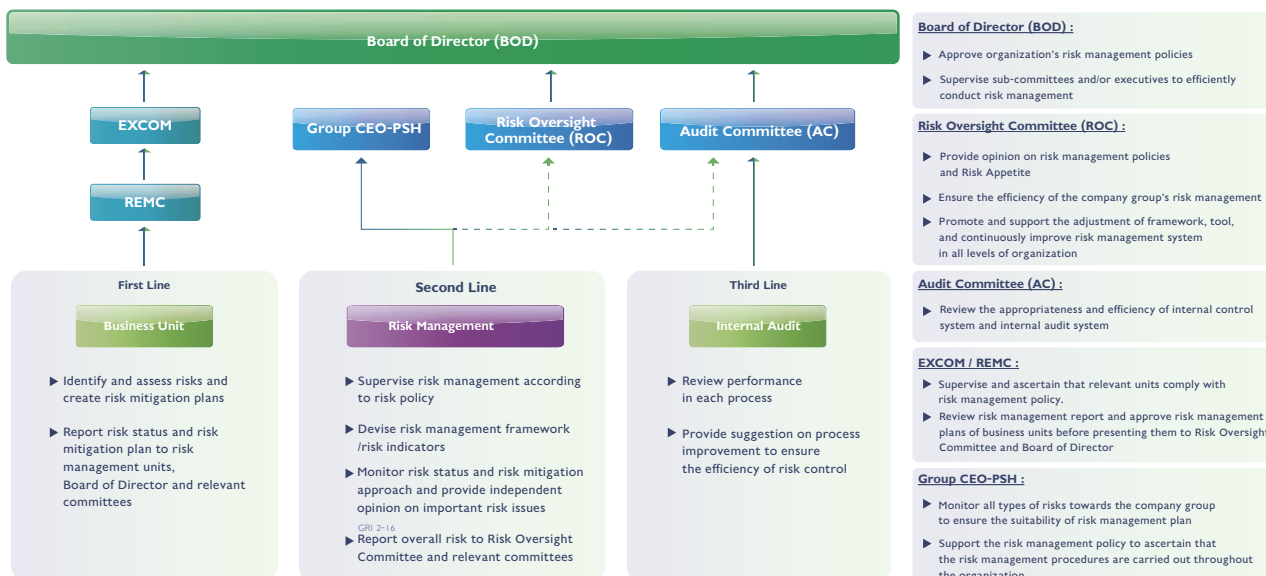 Board of Director (BOD)
EXCOM
Group CEO-PSH
Risk Oversight
Committee (ROC)
Audit Committee (AC)
REMC
First Line
Business Unit
▶ Identify and assess risks and
create risk mitigation plans
▶ Report risk status and risk
mitigation plan to risk
management units,
Board of Director and relevant
committees
Second Line
Risk Management
▶ Supervise risk management according
to risk policy
▶ Devise risk management framework
/risk indicators
▶ Monitor risk status and risk mitigation
approach and provide independent
opinion on important risk issues
GRI 2-16
▶ Report overall risk to Risk Oversight
Committee and relevant committees
Third Line
Internal Audit
▶ Review performance
in each process
▶ Provide suggestion on process
improvement to ensure
the efficiency of risk control
Board of Director (BOD) :
▶ Approve organization's risk management policies
▶ Supervise sub-committees and/or executives to efficiently
conduct risk management
Risk Oversight Committee (ROC) :
▶ Provide opinion on risk management policies
and Risk Appetite
▶ Ensure the efficiency of the company group's risk management
▶ Promote and support the adjustment of framework, tool,
and continuously improve risk management system
in all levels of organization
Audit Committee (AC) :
▶ Review the appropriateness and efficiency of internal control
system and internal audit system
EXCOM / REMC :
▶ Supervise and ascertain that relevant units comply with
risk management policy.
▶ Review risk management report and approve risk management
plans of business units before presenting them to Risk Oversight
Committee and Board of Director
Group CEO-PSH :
▶ Monitor all types of risks towards the company group
to ensure the suitability of risk management plan
▶ Support the risk management policy to ascertain that
the risk management procedures are carried out throughout
the organization